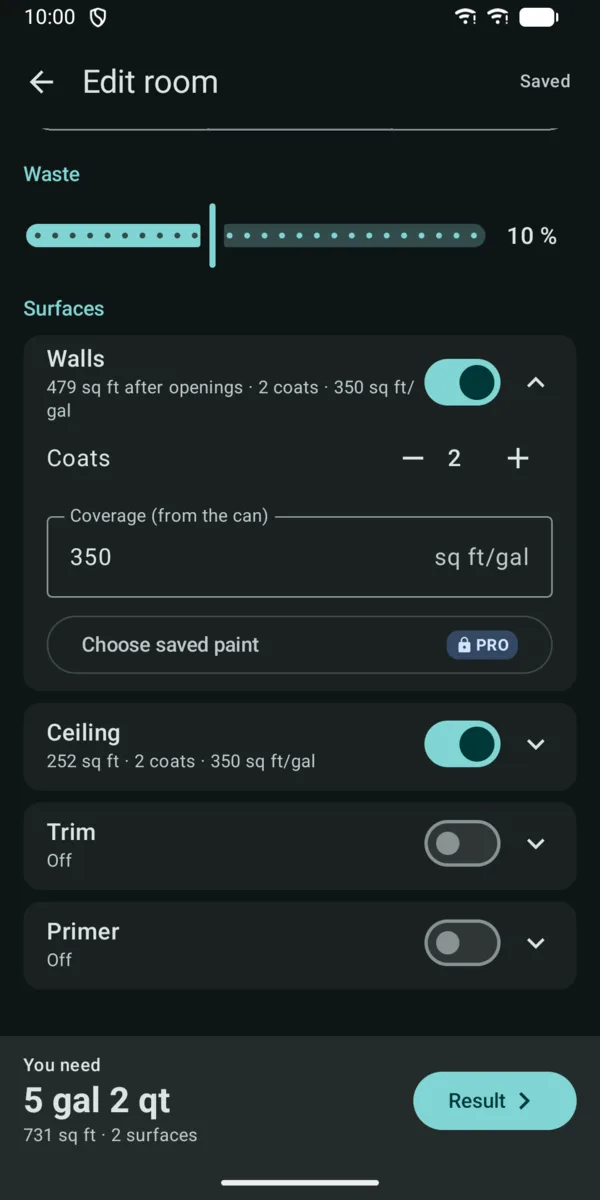 10:00
Edit room
Saved
Waste
10 %
Surfaces
Walls
479 sq ft after openings · 2 coats · 350 sq ft/
gal
Coats
2
Coverage (from the can)
350 sq ft/gal
Choose saved paint PRO
Ceiling
252 sq ft · 2 coats · 350 sq ft/gal
Trim
Off
Primer
Off
You need
5 gal 2 qt
731 sq ft · 2 surfaces
Result